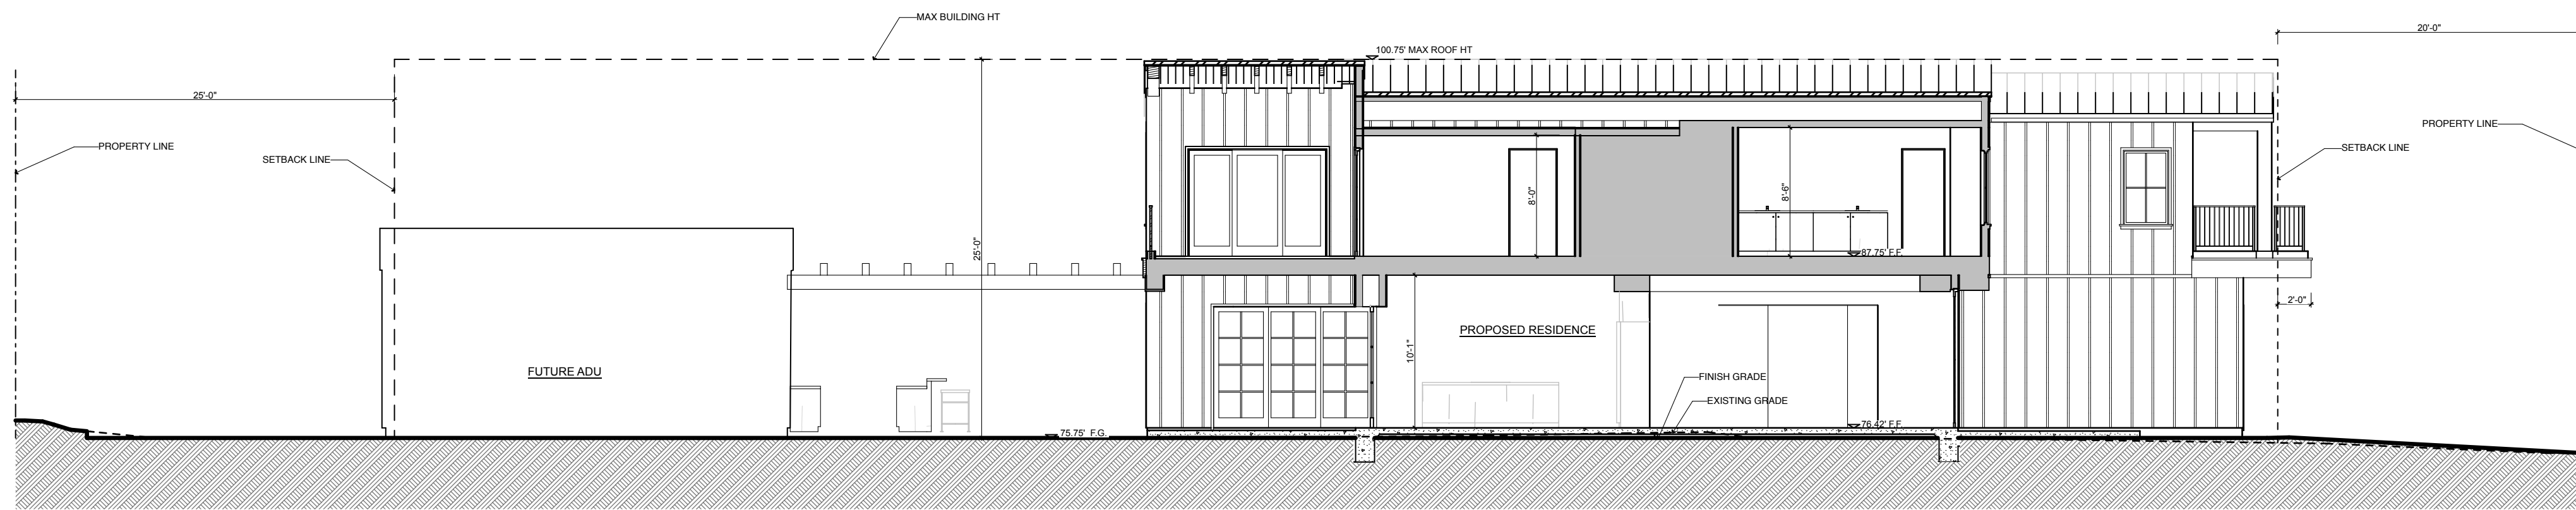 MAX BUILDING HT
20'-0"
100.75' MAX ROOF HT
25'-0"
PROPERTY LINE
PROPERTY LINE
SETBACK LINE
SETBACK LINE
8'-0"
8'-6"
25'-0"
87.75' F.F.
2'-0"
PROPOSED RESIDENCE
10'-1"
FUTURE ADU
FINISH GRADE
EXISTING GRADE
75.75' F.G.
76.42' F.F.